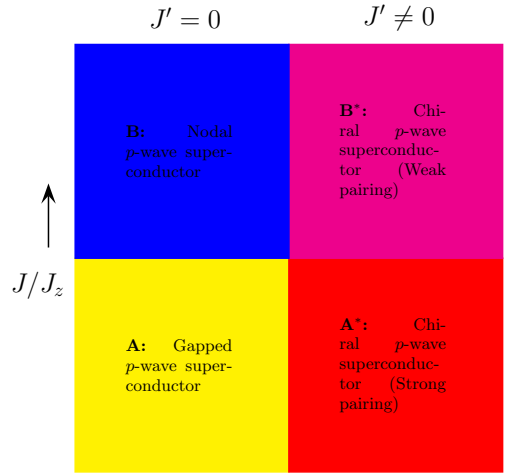 J′ = 0
J′ ≠ 0
B: Nodal
p-wave super-
conductor
B*: Chi-
ral p-wave
superconduc-
tor (Weak
pairing)
J/J_z
A: Gapped
p-wave super-
conductor
A*: Chi-
ral p-wave
superconduc-
tor (Strong
pairing)